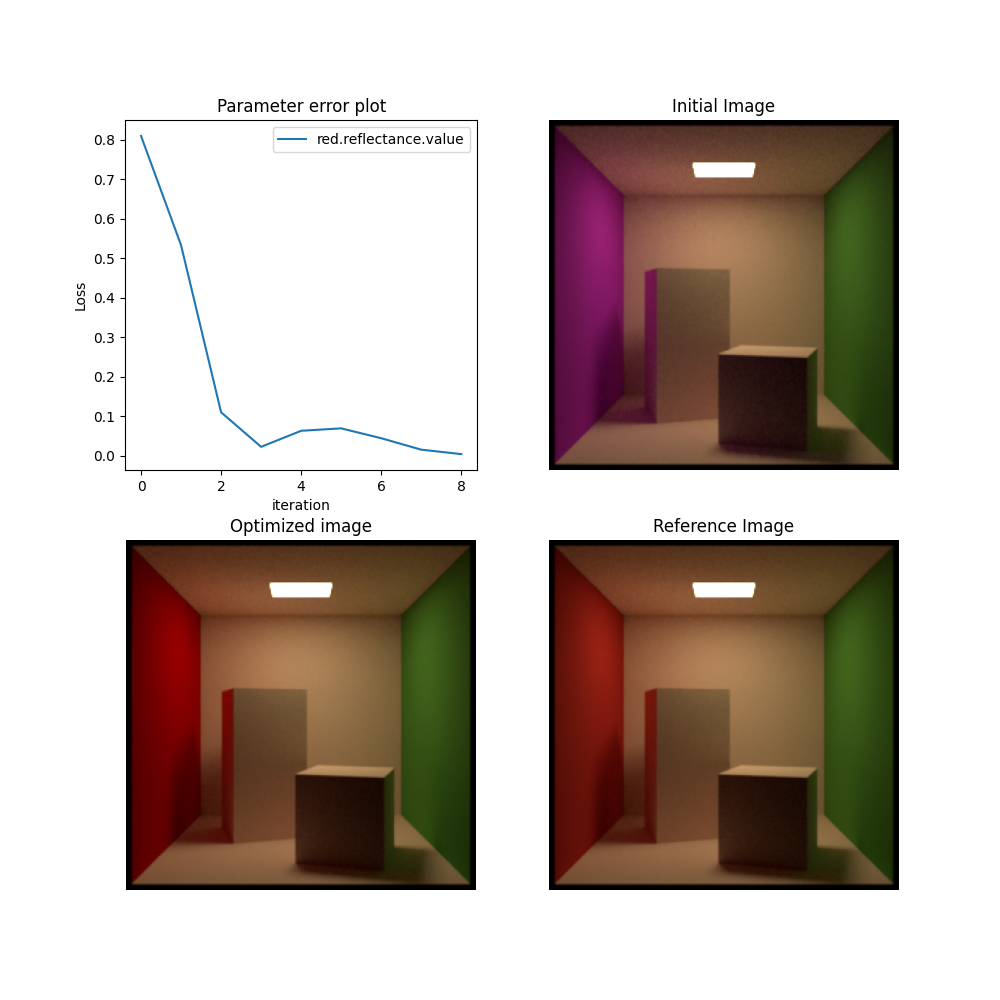 Parameter error plot
red.reflectance.value
Loss
0.8
0.7
0.6
0.5
0.4
0.3
0.2
0.1
0.0
0 2 4 6 8
iteration
Initial Image
Optimized image
Reference Image